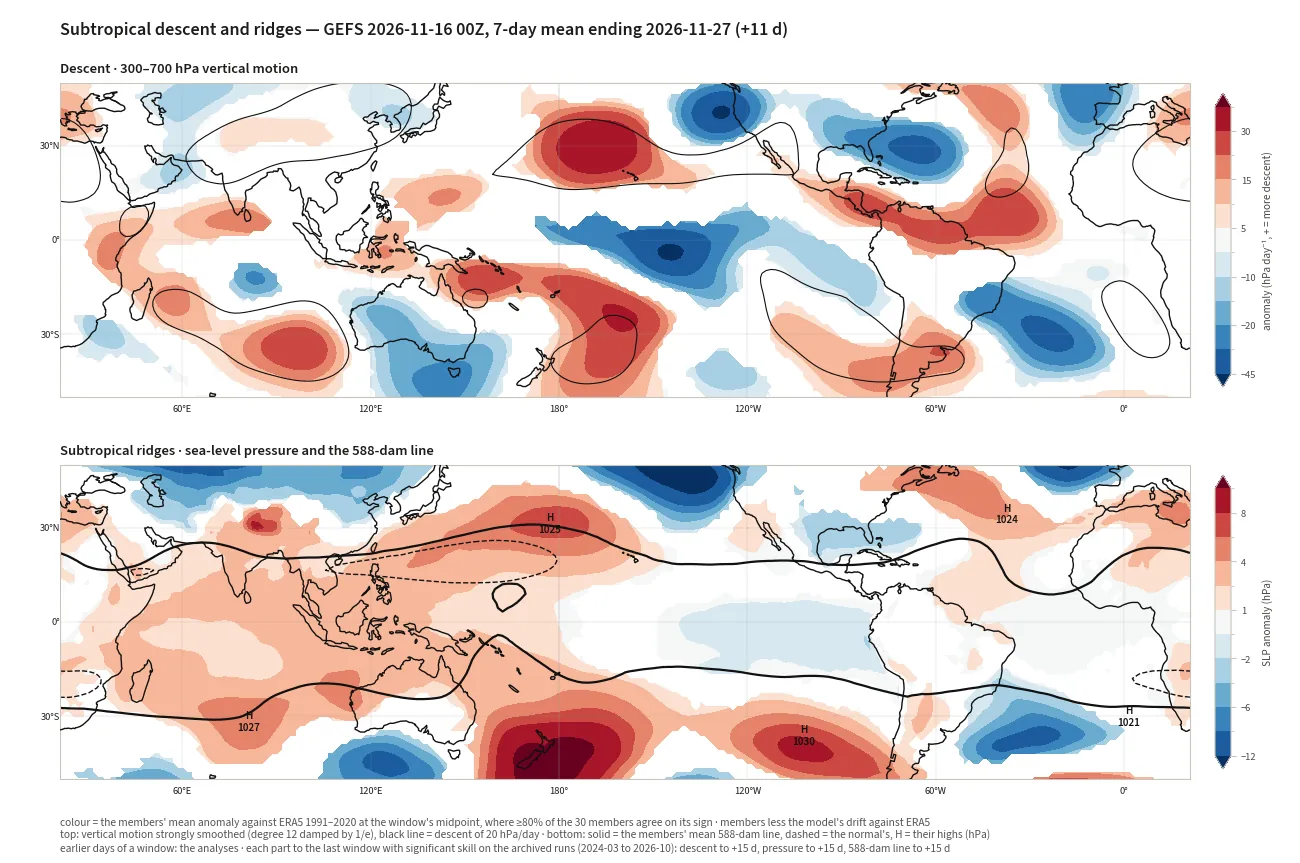 Subtropical descent and ridges — GEFS 2026-11-16 00Z, 7-day mean ending 2026-11-27 (+11 d)
Descent · 300–700 hPa vertical motion
30°N
0°
30°S
60°E
120°E
180°
120°W
60°W
0°
30
15
5
−10
−20
−45
anomaly (hPa day⁻¹, + = more descent)
Subtropical ridges · sea-level pressure and the 588-dam line
30°N
0°
30°S
H
1025
H
1024
H
1027
H
1030
H
1021
60°E
120°E
180°
120°W
60°W
0°
8
4
1
−2
−6
−12
SLP anomaly (hPa)
colour = the members' mean anomaly against ERA5 1991–2020 at the window's midpoint, where ≥80% of the 30 members agree on its sign · members less the model's drift against ERA5
top: vertical motion strongly smoothed (degree 12 damped by 1/e), black line = descent of 20 hPa/day · bottom: solid = the members' mean 588-dam line, dashed = the normal's, H = their highs (hPa)
earlier days of a window: the analyses · each part to the last window with significant skill on the archived runs (2024-03 to 2026-10): descent to +15 d, pressure to +15 d, 588-dam line to +15 d